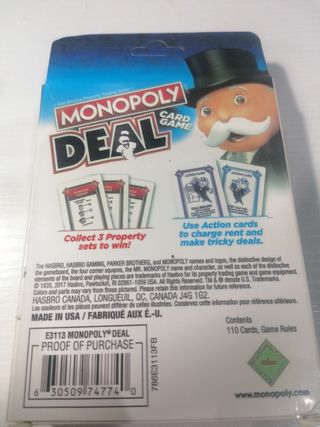 MONOPOLY
DEAL
CARD
GAME
ACTION CARD
ACTION CARD
Collect 3 Property
sets to win!
Use Action cards
to charge rent and
make tricky deals.
The HASBRO, HASBRO GAMING, PARKER BROTHERS, and MONOPOLY names and logos, the distinctive design of
the gameboard, the four corner squares, the MR. MONOPOLY name and character, as well as each of the distinctive
elements of the board and playing pieces are trademarks of Hasbro for its property trading game and game equipment.
© 1935, 2017 Hasbro, Pawtucket, RI 02861-1059 USA. All Rights Reserved. TM & ® denote U.S. Trademarks.
Colors and parts may vary from those pictured. Please retain this information for future reference.
HASBRO CANADA, LONGUEUIL, QC, CANADA J4G 1G2.
Les couleurs et les pièces peuvent différer de celles illustrées. Conservez cette information pour référence ultérieure.
MADE IN USA / FABRIQUÉ AUX É.-U.
E3113 MONOPOLY® DEAL
PROOF OF PURCHASE
6 30509 74774 0
786E3113FB
Contents
110 Cards, Game Rules
www.monopoly.com